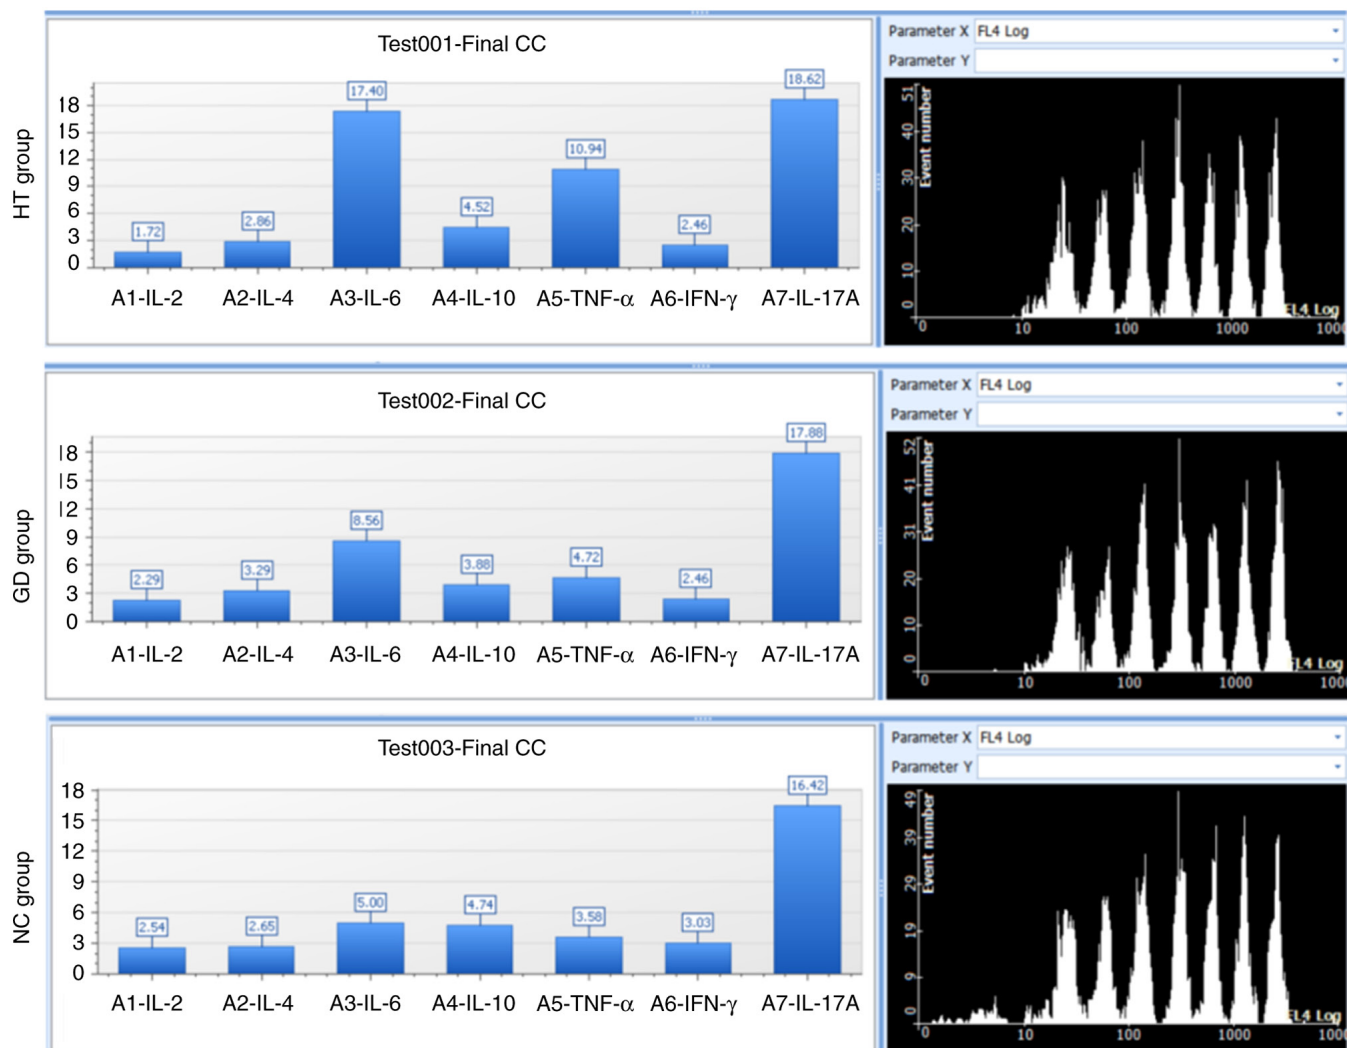 HT group
Test001-Final CC
18
15
12
9
6
3
0
1.72
2.86
17.40
4.52
10.94
2.46
18.62
A1-IL-2 A2-IL-4 A3-IL-6 A4-IL-10 A5-TNF-α A6-IFN-γ A7-IL-17A
Parameter X FL4 Log
Parameter Y
Event number
51
40
30
20
10
0
FL4 Log
0 10 100 1000 1000
GD group
Test002-Final CC
18
15
12
9
6
3
0
2.29
3.29
8.56
3.88
4.72
2.46
17.88
A1-IL-2 A2-IL-4 A3-IL-6 A4-IL-10 A5-TNF-α A6-IFN-γ A7-IL-17A
Parameter X FL4 Log
Parameter Y
Event number
52
41
31
20
10
0
FL4 Log
0 10 100 1000 1000
NC group
Test003-Final CC
18
15
12
9
6
3
0
2.54
2.65
5.00
4.74
3.58
3.03
16.42
A1-IL-2 A2-IL-4 A3-IL-6 A4-IL-10 A5-TNF-α A6-IFN-γ A7-IL-17A
Parameter X FL4 Log
Parameter Y
Event number
49
39
29
19
9
0
FL4 Log
0 10 100 1000 1000